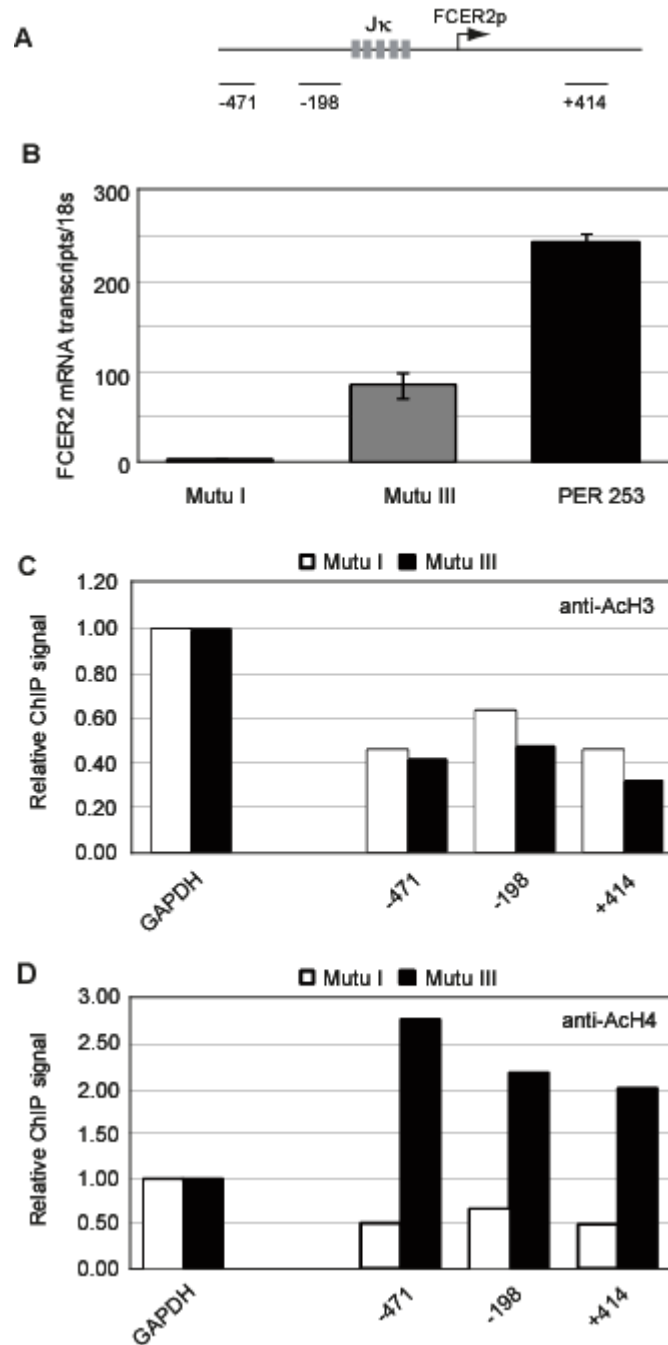 A
Jκ
FCER2p
-471 -198 +414
B
FCER2 mRNA transcripts/18s
300
200
100
0
Mutu I Mutu III PER 253
C
Mutu I Mutu III
anti-AcH3
Relative ChIP signal
1.20
1.00
0.80
0.60
0.40
0.20
0.00
GAPDH -471 -198 +414
D
Mutu I Mutu III
anti-AcH4
Relative ChIP signal
3.00
2.50
2.00
1.50
1.00
0.50
0.00
GAPDH -471 -198 +414